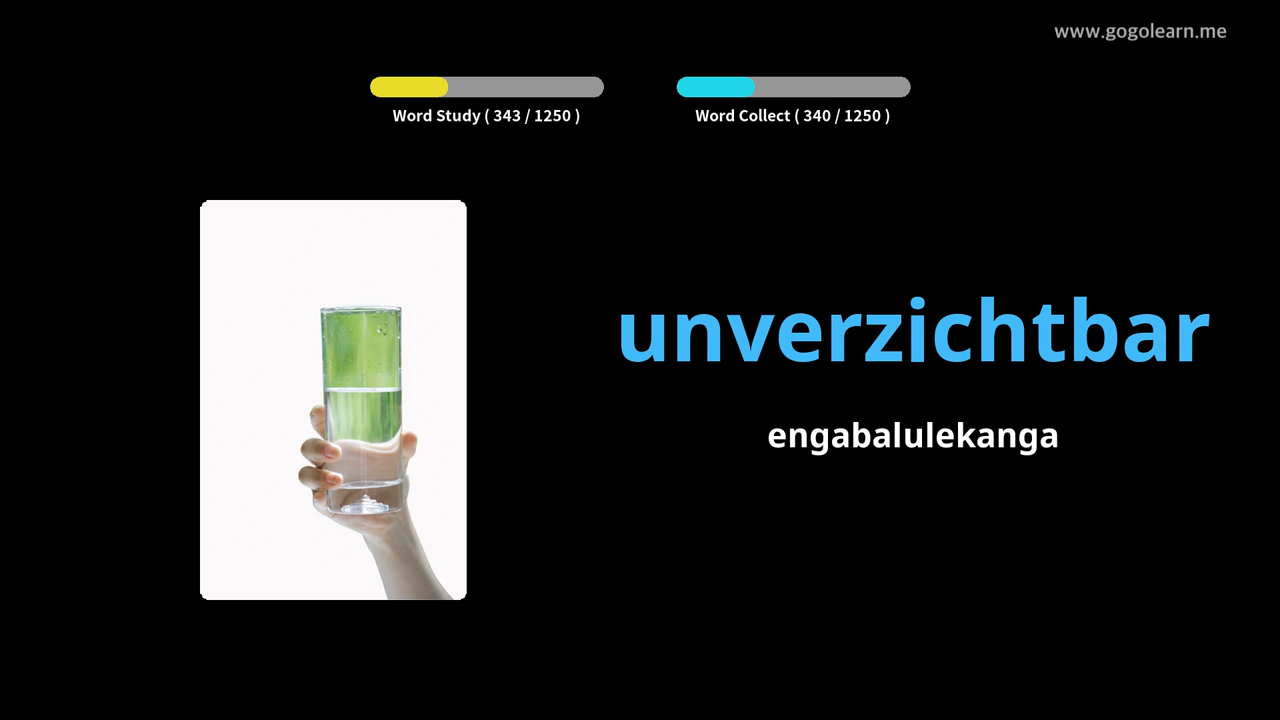 www.gogolearn.me
Word Study ( 343 / 1250 )
Word Collect ( 340 / 1250 )
unverzichtbar
engabalulekanga